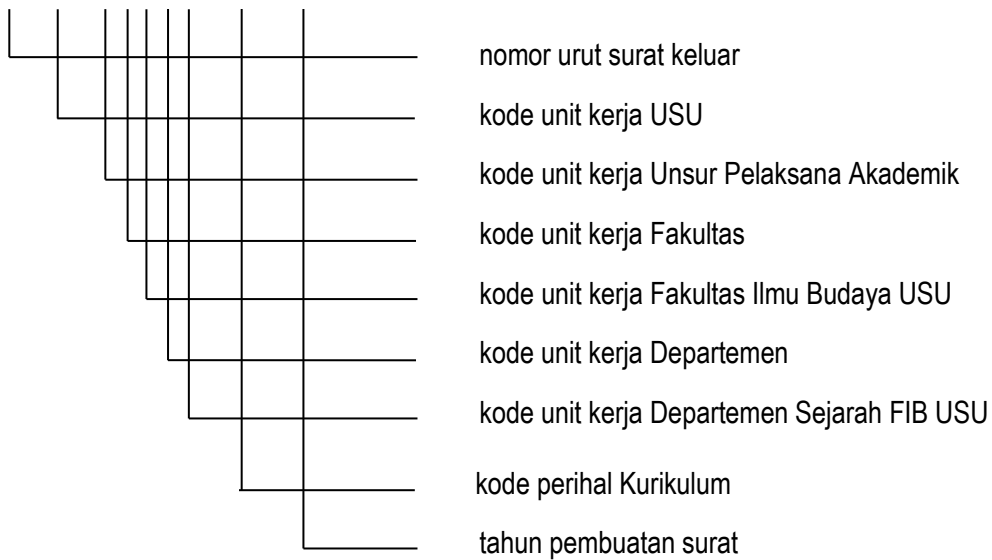 nomor urut surat keluar
kode unit kerja USU
kode unit kerja Unsur Pelaksana Akademik
kode unit kerja Fakultas
kode unit kerja Fakultas Ilmu Budaya USU
kode unit kerja Departemen
kode unit kerja Departemen Sejarah FIB USU
kode perihal Kurikulum
tahun pembuatan surat